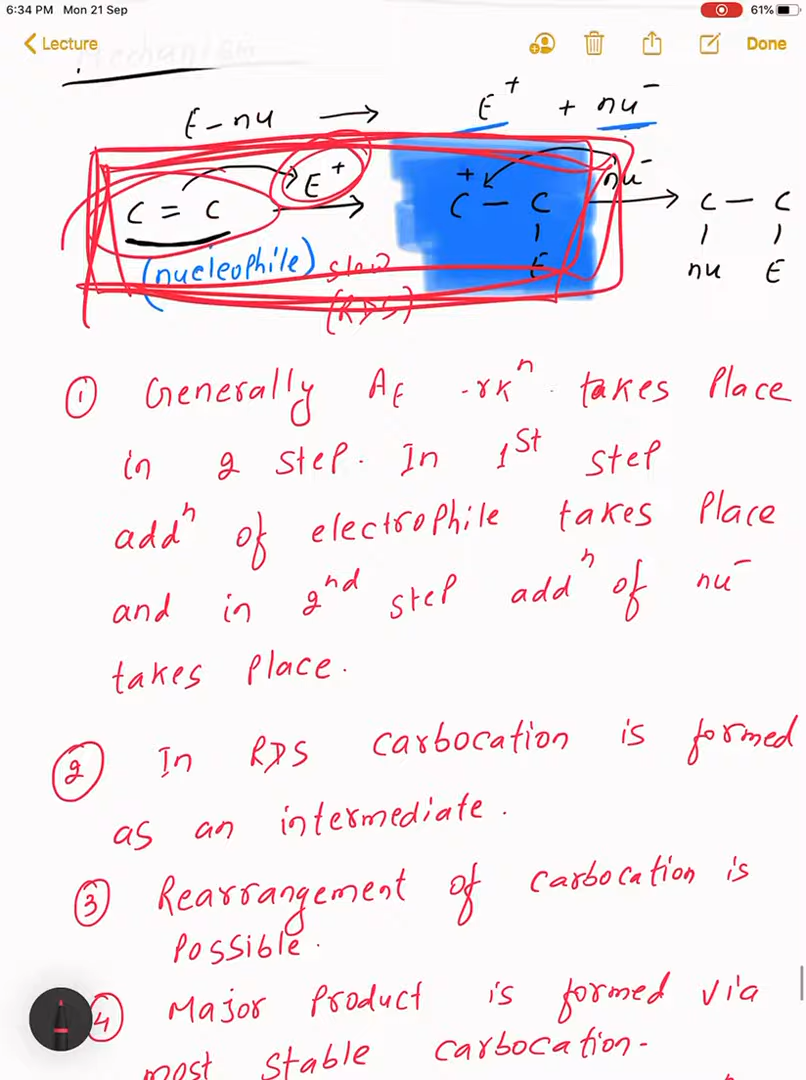 6:34 PM Mon 21 Sep
61%
Lecture
Done
Mechanism
E - nu → E+ + nu-
C = C → E+ C+ - C nu- → C - C
E nu E
(nucleophile) slow
(RDS)
① Generally AE -rxn. takes place
in 2 step. In 1st step
addn of electrophile takes place
and in 2nd step addn of nu-
takes place.
② In RDS carbocation is formed
as an intermediate.
③ Rearrangement of carbocation is
possible.
④ Major product is formed via
most stable carbocation.